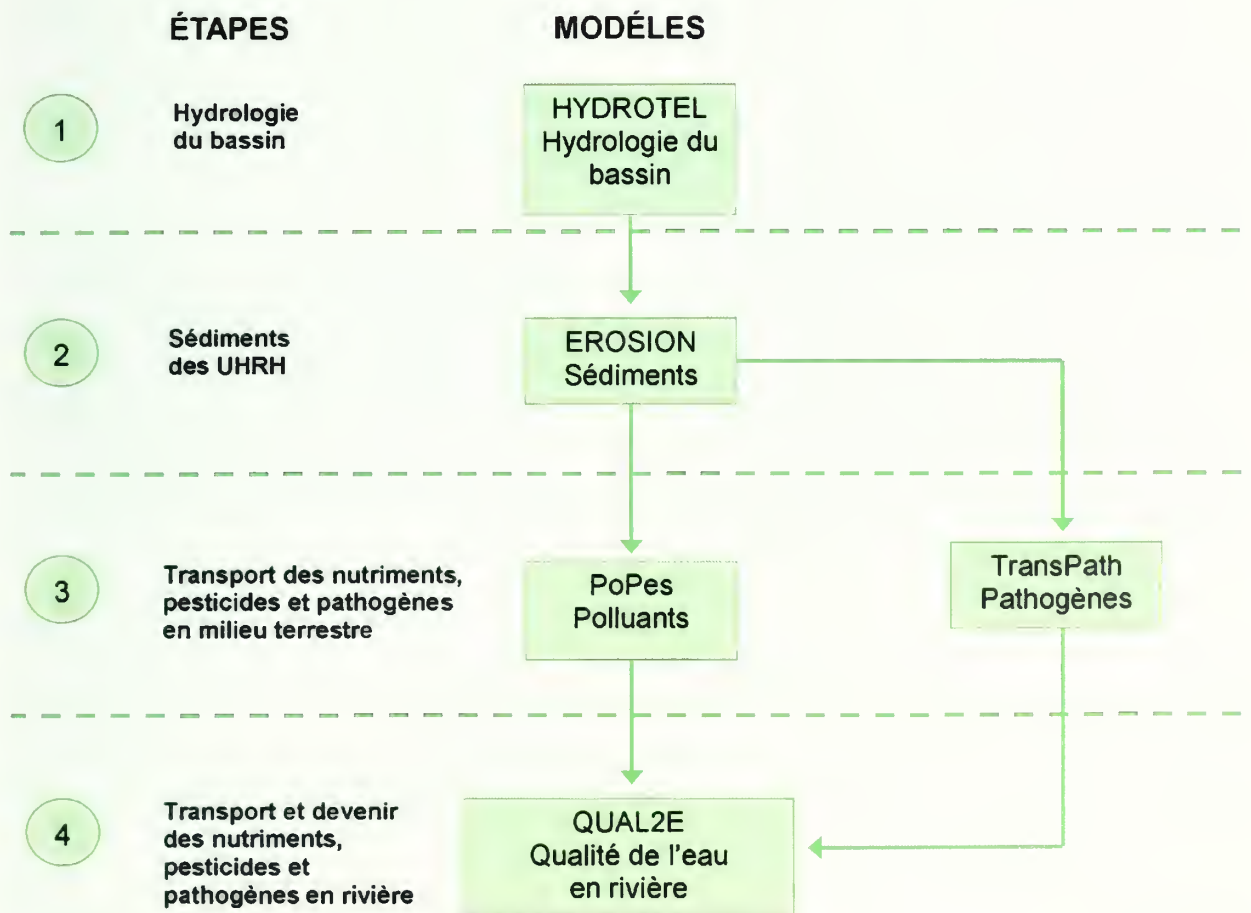 ÉTAPES
MODÉLES
1
Hydrologie
du bassin
HYDROTEL
Hydrologie du
bassin
2
Sédiments
des UHRH
EROSION
Sédiments
3
Transport des nutriments,
pesticides et pathogènes
en milieu terrestre
PoPes
Polluants
TransPath
Pathogènes
4
Transport et devenir
des nutriments,
pesticides et
pathogènes en rivière
QUAL2E
Qualité de l'eau
en rivière